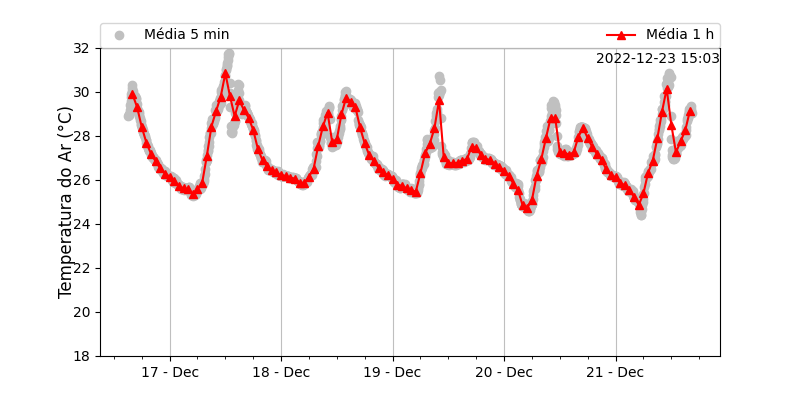 Média 5 min
Média 1 h
2022-12-23 15:03
Temperatura do Ar (°C)
32
30
28
26
24
22
20
18
17 - Dec
18 - Dec
19 - Dec
20 - Dec
21 - Dec